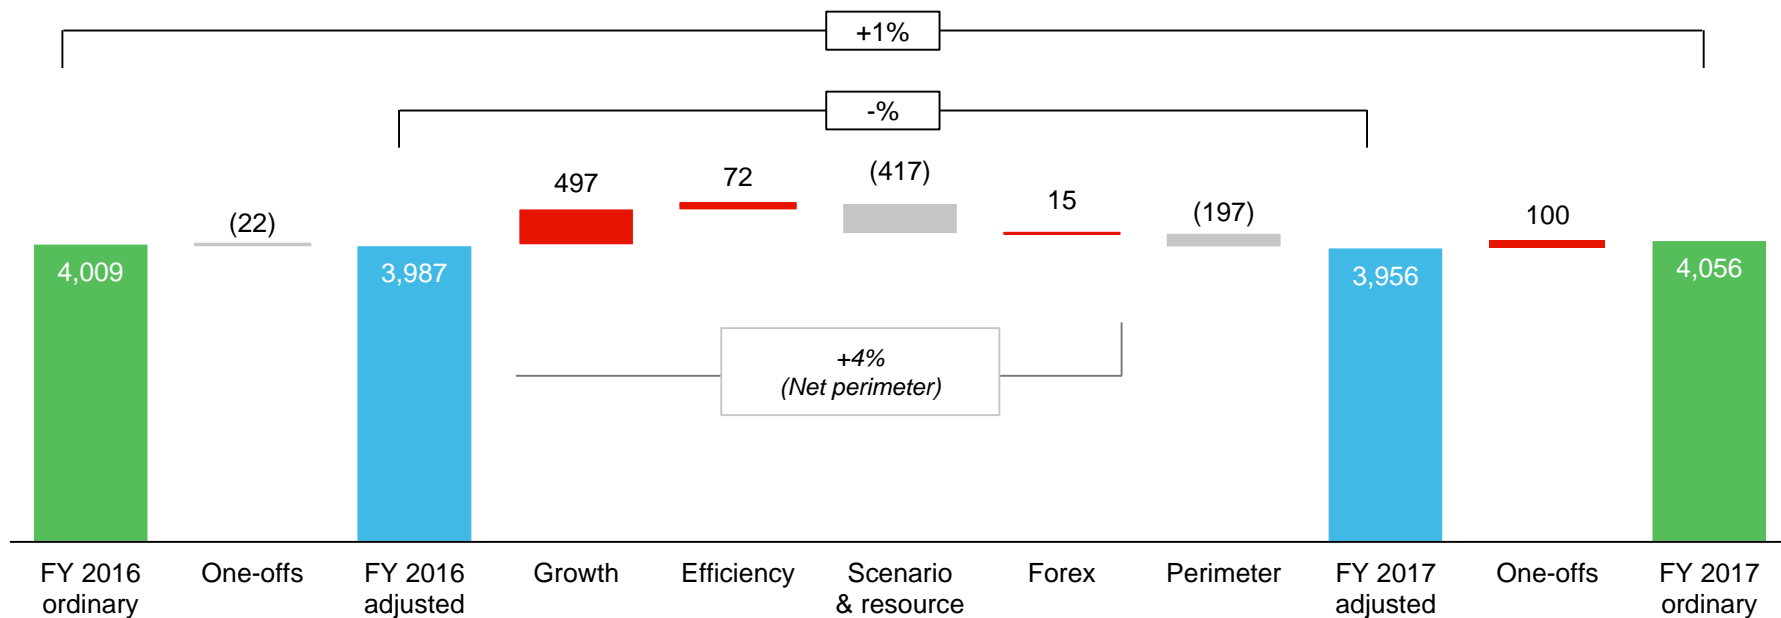 +1%
-%
497
72
(417)
15
(197)
100
(22)
4,009
3,987
3,956
4,056
+4%
(Net perimeter)
FY 2016
ordinary
One-offs
FY 2016
adjusted
Growth
Efficiency
Scenario
& resource
Forex
Perimeter
FY 2017
adjusted
One-offs
FY 2017
ordinary